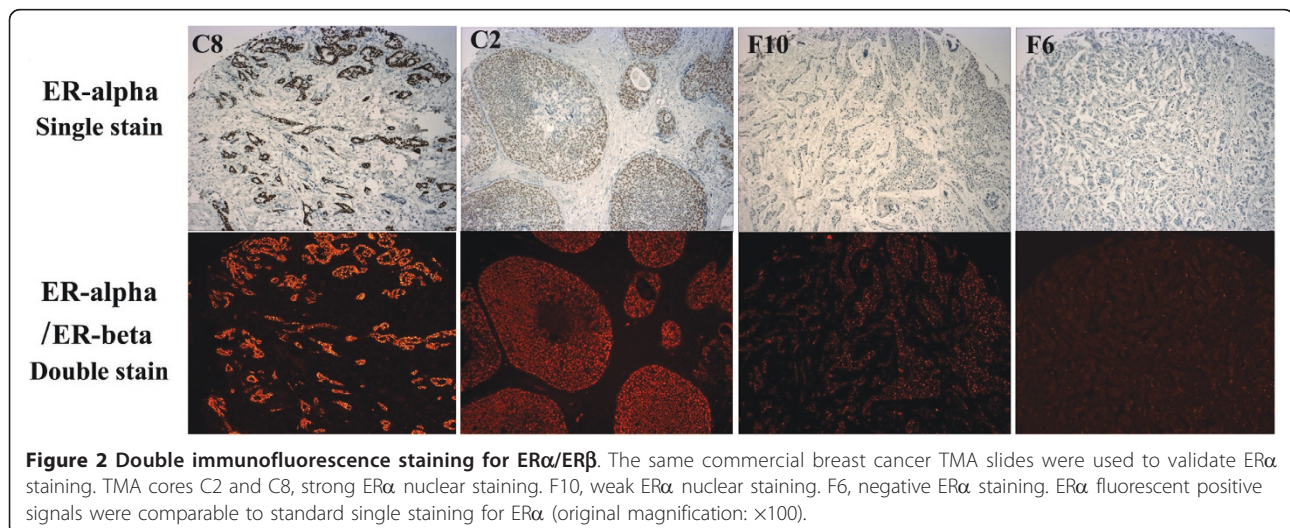 C8 C2 F10 F6
ER-alpha
Single stain
ER-alpha
/ER-beta
Double stain
Figure 2 Double immunofluorescence staining for ERα/ERβ. The same commercial breast cancer TMA slides were used to validate ERα
staining. TMA cores C2 and C8, strong ERα nuclear staining. F10, weak ERα nuclear staining. F6, negative ERα staining. ERα fluorescent positive
signals were comparable to standard single staining for ERα (original magnification: ×100).